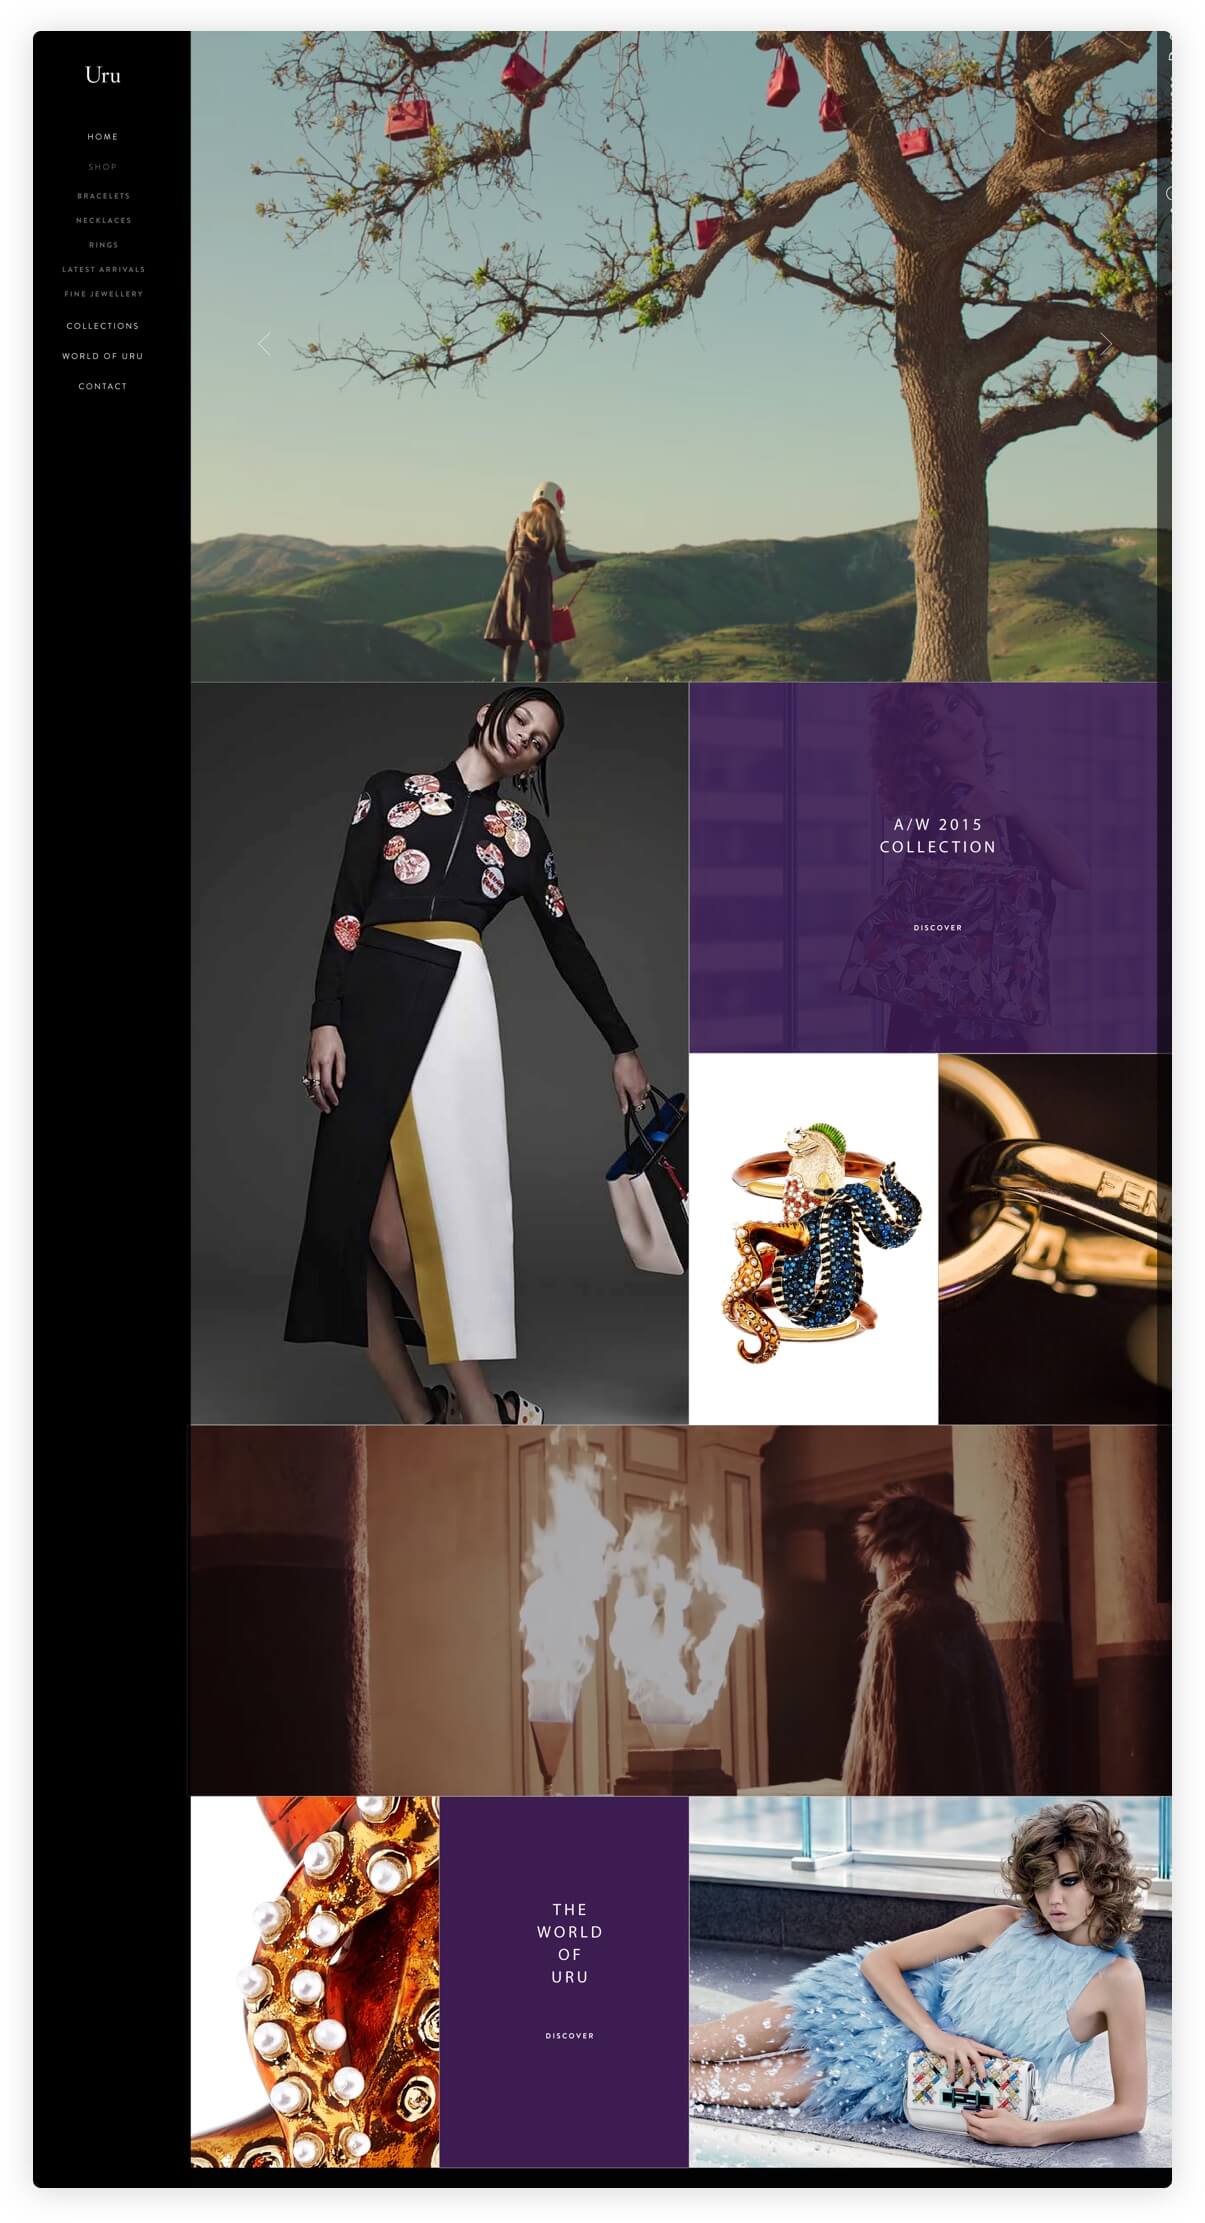 Uru
HOME
SHOP
BRACELETS
NECKLACES
RINGS
LATEST ARRIVALS
FINE JEWELLERY
COLLECTIONS
WORLD OF URU
CONTACT
A/W 2015
COLLECTION
DISCOVER
THE
WORLD
OF
URU
DISCOVER